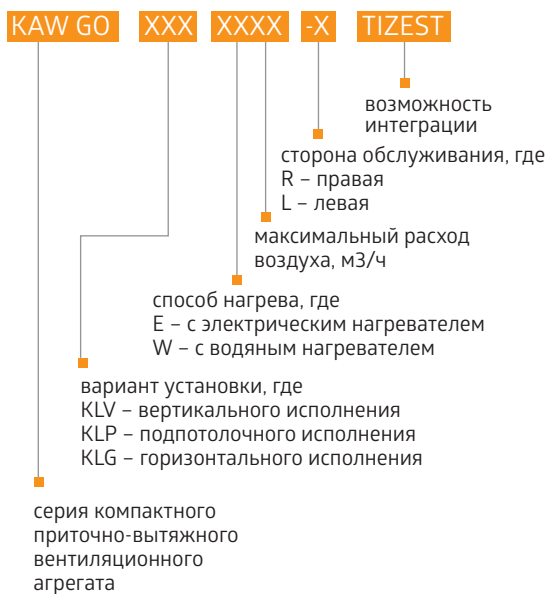 KAW GO XXX XXXX -X TIZEST
возможность
интеграции
сторона обслуживания, где
R – правая
L – левая
максимальный расход
воздуха, м3/ч
способ нагрева, где
E – с электрическим нагревателем
W – с водяным нагревателем
вариант установки, где
KLV – вертикального исполнения
KLP – подпотолочного исполнения
KLG – горизонтального исполнения
серия компактного
приточно-вытяжного
вентиляционного
агрегата